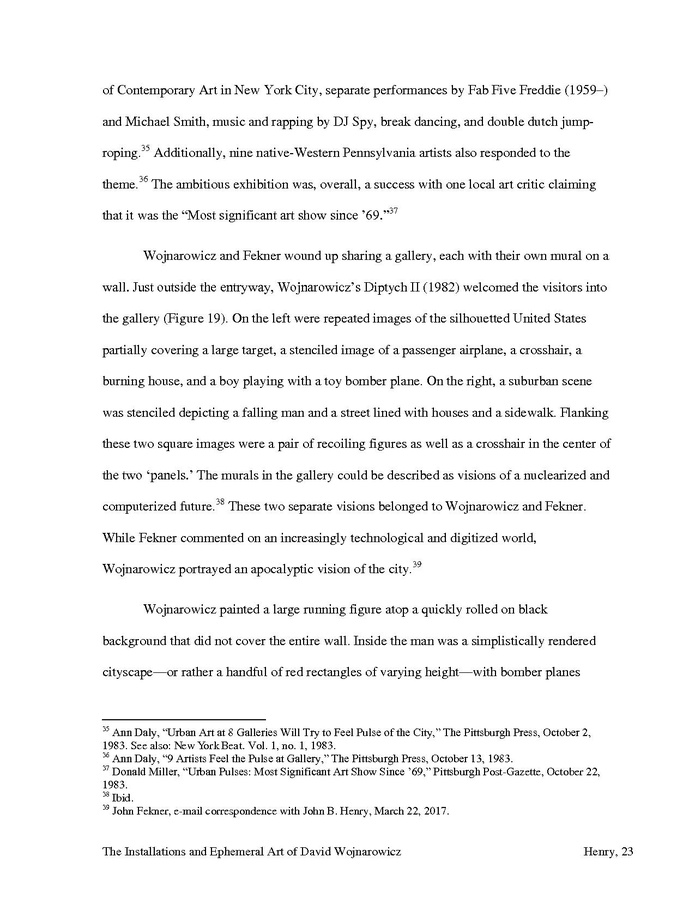 of Contemporary Art in New York City, separate performances by Fab Five Freddie (1959–)
and Michael Smith, music and rapping by DJ Spy, break dancing, and double dutch jump-
roping.35 Additionally, nine native-Western Pennsylvania artists also responded to the
theme.36 The ambitious exhibition was, overall, a success with one local art critic claiming
that it was the “Most significant art show since ’69.”37
Wojnarowicz and Fekner wound up sharing a gallery, each with their own mural on a
wall. Just outside the entryway, Wojnarowicz’s Diptych II (1982) welcomed the visitors into
the gallery (Figure 19). On the left were repeated images of the silhouetted United States
partially covering a large target, a stenciled image of a passenger airplane, a crosshair, a
burning house, and a boy playing with a toy bomber plane. On the right, a suburban scene
was stenciled depicting a falling man and a street lined with houses and a sidewalk. Flanking
these two square images were a pair of recoiling figures as well as a crosshair in the center of
the two ‘panels.’ The murals in the gallery could be described as visions of a nuclearized and
computerized future.38 These two separate visions belonged to Wojnarowicz and Fekner.
While Fekner commented on an increasingly technological and digitized world,
Wojnarowicz portrayed an apocalyptic vision of the city.39
Wojnarowicz painted a large running figure atop a quickly rolled on black
background that did not cover the entire wall. Inside the man was a simplistically rendered
cityscape—or rather a handful of red rectangles of varying height—with bomber planes
35 Ann Daly, “Urban Art at 8 Galleries Will Try to Feel Pulse of the City,” The Pittsburgh Press, October 2,
1983. See also: New York Beat. Vol. 1, no. 1, 1983.
36 Ann Daly, “9 Artists Feel the Pulse at Gallery,” The Pittsburgh Press, October 13, 1983.
37 Donald Miller, “Urban Pulses: Most Significant Art Show Since ’69,” Pittsburgh Post-Gazette, October 22,
1983.
38 Ibid.
39 John Fekner, e-mail correspondence with John B. Henry, March 22, 2017.
The Installations and Ephemeral Art of David Wojnarowicz Henry, 23